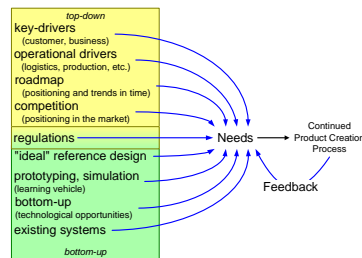 top-down
key-drivers
(customer, business)
operational drivers
(logistics, production, etc.)
roadmap
(positioning and trends in time)
competition
(positioning in the market)
regulations
"ideal" reference design
prototyping, simulation
(learning vehicle)
bottom-up
(technological opportunities)
existing systems
bottom-up
Needs
Continued
Product Creation
Process
Feedback